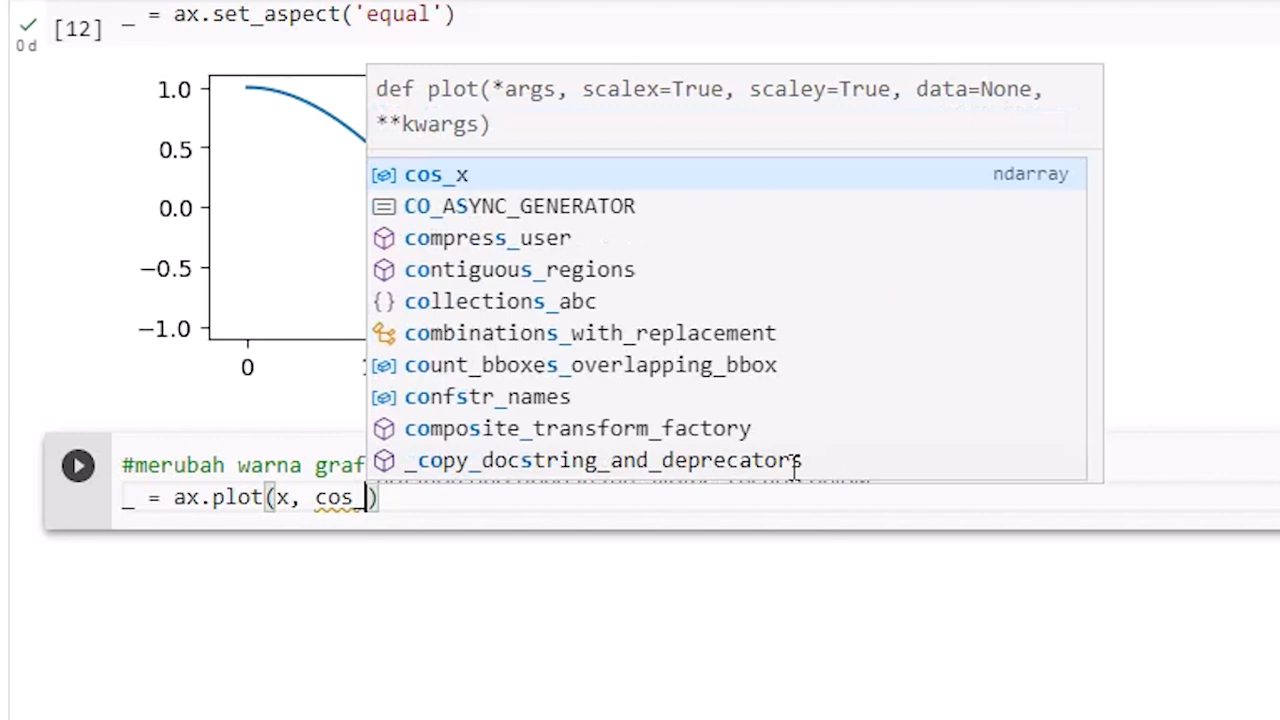 _ = ax.set_aspect('equal')
[12]
0 d
1.0
0.5
0.0
−0.5
−1.0
0
def plot(*args, scalex=True, scaley=True, data=None,
**kwargs)
cos_x ndarray
CO_ASYNC_GENERATOR
compress_user
contiguous_regions
collections_abc
combinations_with_replacement
count_bboxes_overlapping_bbox
confstr_names
composite_transform_factory
_copy_docstring_and_deprecators
#merubah warna graf
_ = ax.plot(x, cos_)